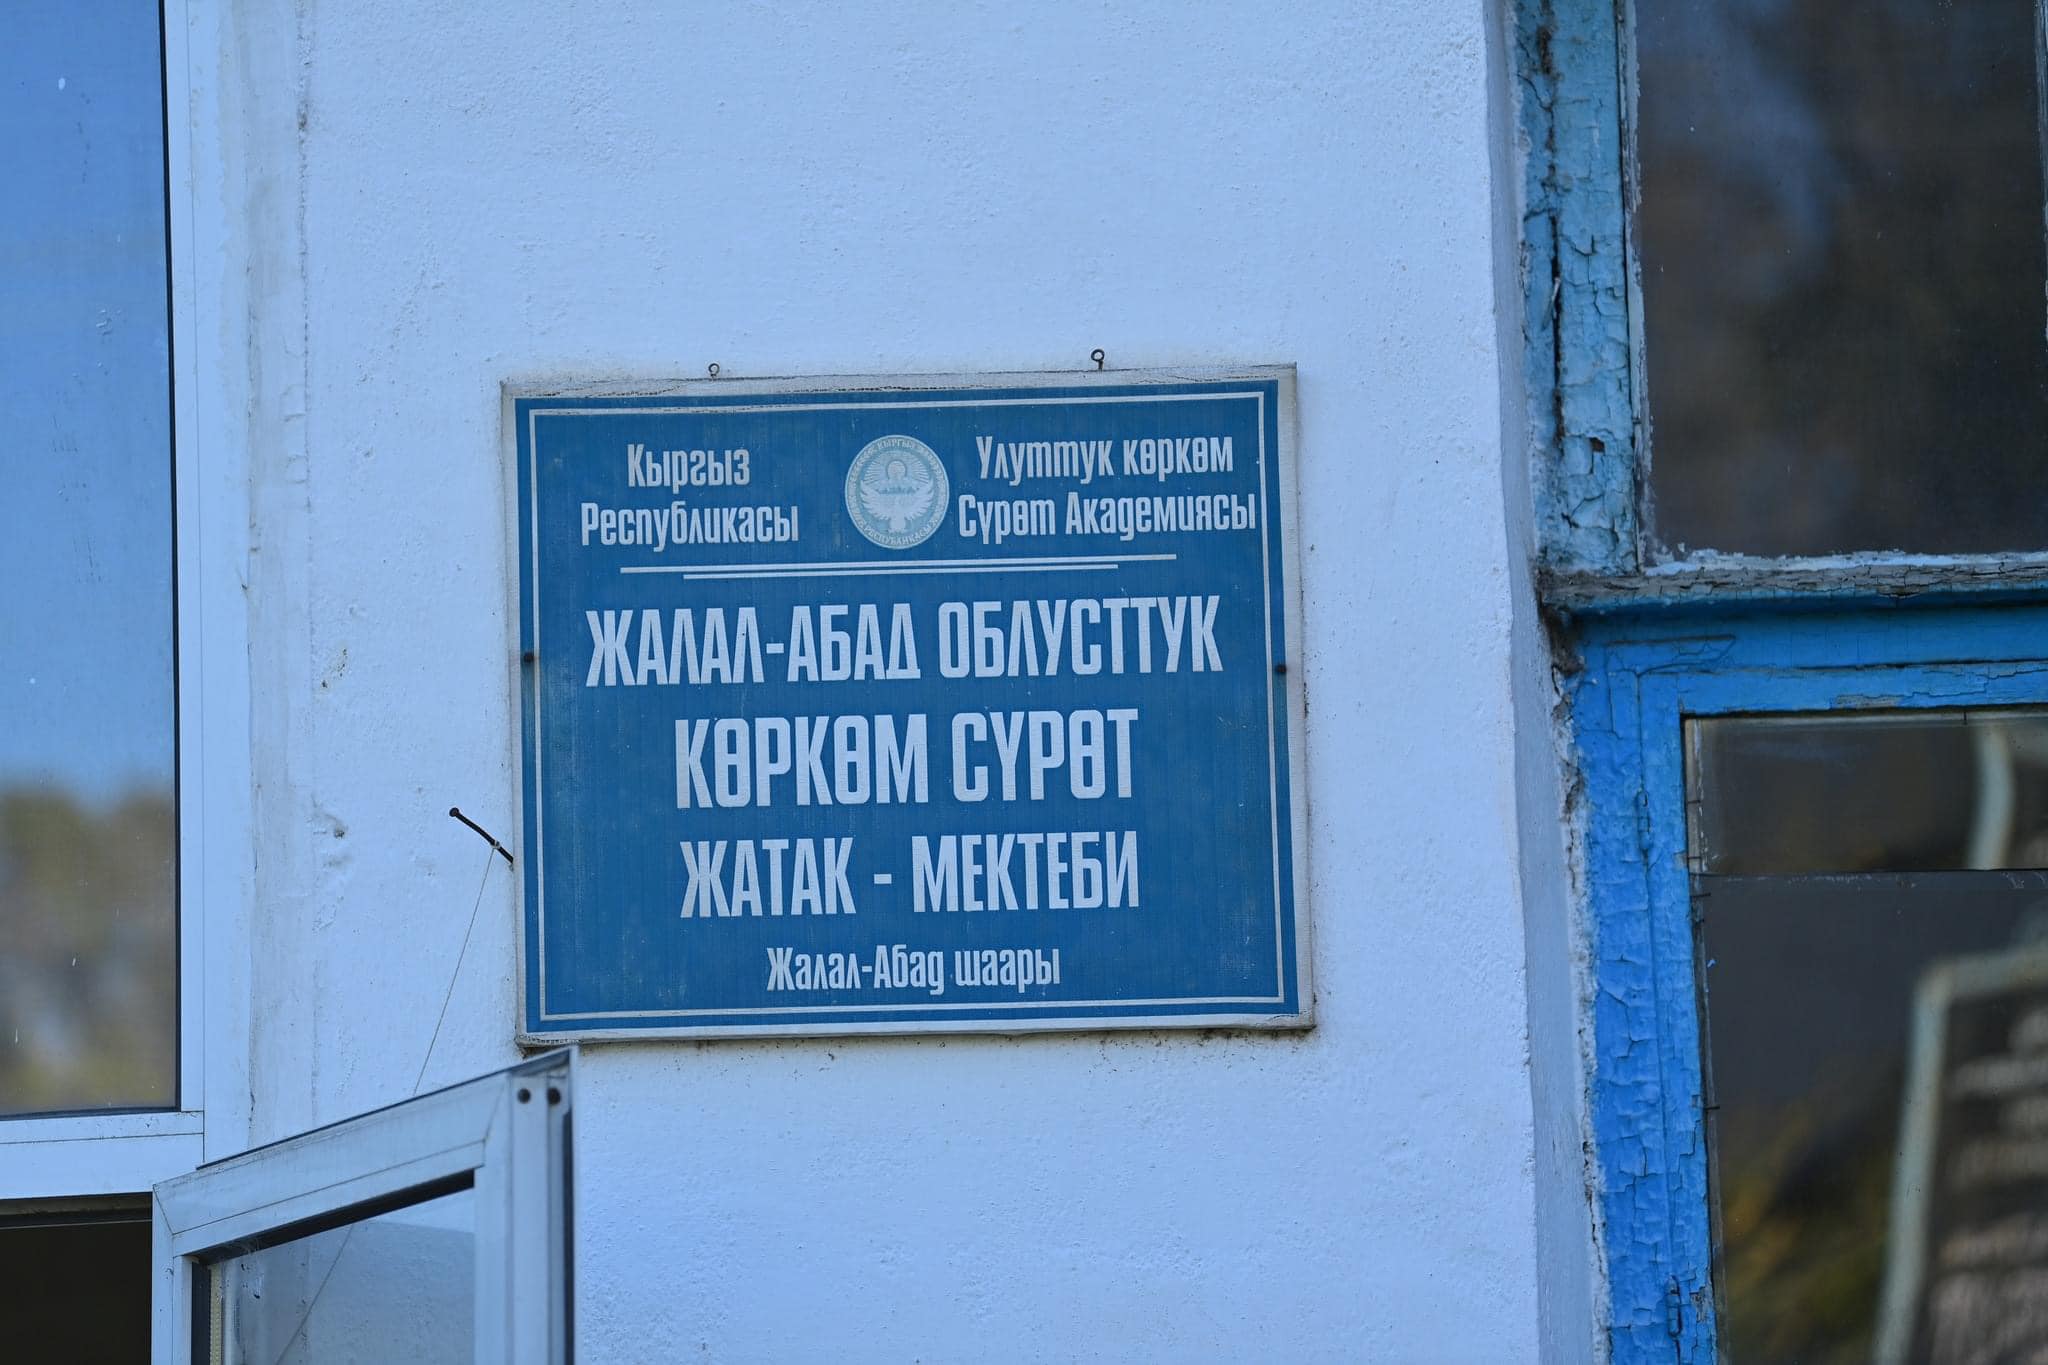 Кыргыз
Республикасы
Улуттук көркөм
Сүрөт Академиясы
ЖАЛАЛ-АБАД ОБЛУСТТУК
КӨРКӨМ СҮРӨТ
ЖАТАК - МЕКТЕБИ
Жалал-Абад шаары